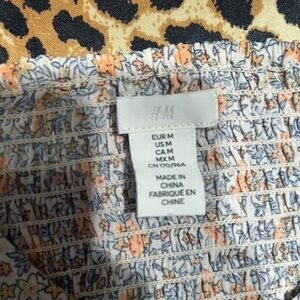 H&M
EUR M
US M
CA M
MX M
CN 170/96A
MADE IN
CHINA
FABRIQUÉ EN
CHINE